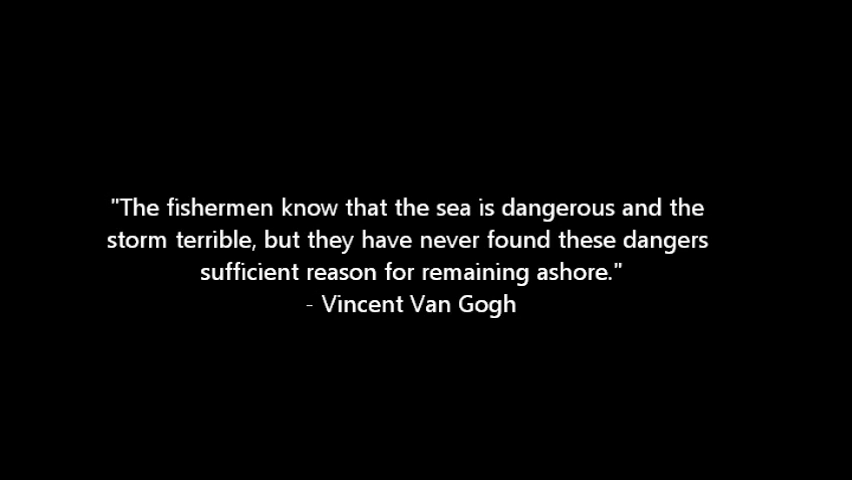 "The fishermen know that the sea is dangerous and the
storm terrible, but they have never found these dangers
sufficient reason for remaining ashore."
- Vincent Van Gogh